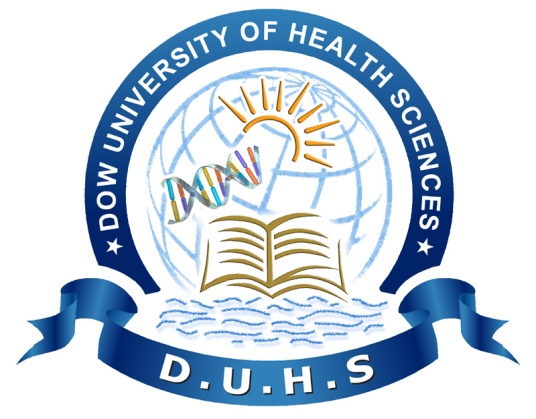 ★ DOW UNIVERSITY OF HEALTH SCIENCES ★
D.U.H.S